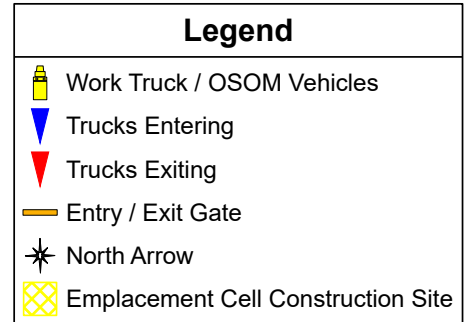 Legend
Work Truck / OSOM Vehicles
Trucks Entering
Trucks Exiting
Entry / Exit Gate
North Arrow
Emplacement Cell Construction Site